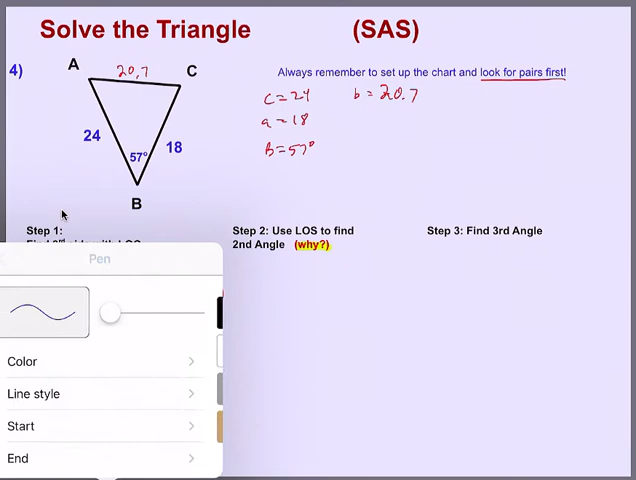 Solve the Triangle (SAS)
4)
A
20.7
C
Always remember to set up the chart and look for pairs first!
c = 24 b = 20.7
a = 18
B = 57°
24
57°
18
B
Step 1: Step 2: Use LOS to find Step 3: Find 3rd Angle
2nd Angle (why?)
Pen
Color
Line style
Start
End